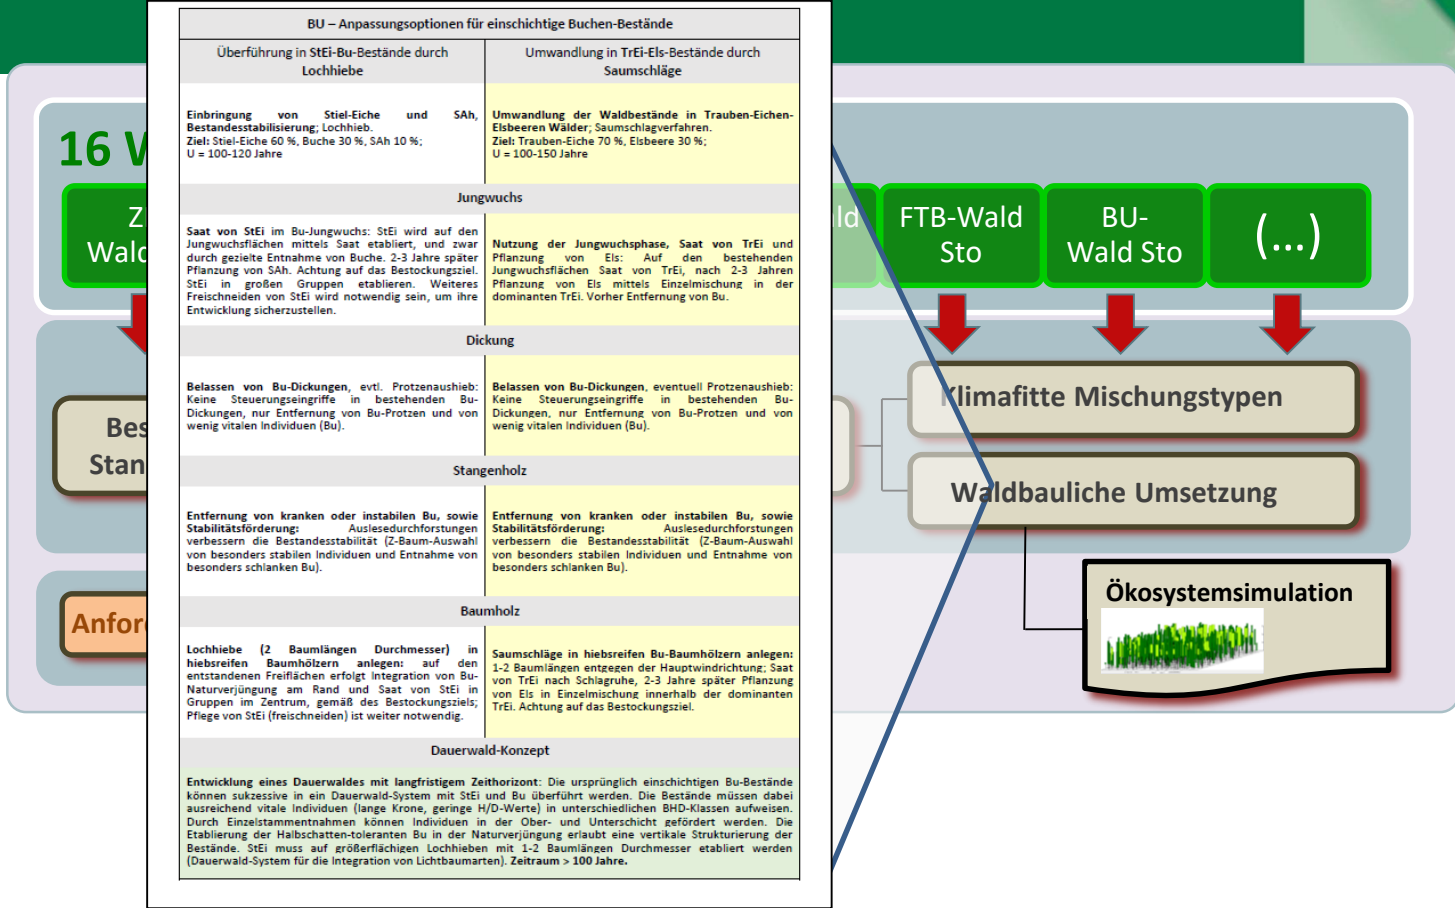 BU – Anpassungsoptionen für einschichtige Buchen-Bestände
Überführung in StEi-Bu-Bestände durch
Lochhiebe
Umwandlung in TrEi-Els-Bestände durch
Saumschläge
Einbringung von Stiel-Eiche und SAh,
Bestandesstabilisierung; Lochhieb.
Ziel: Stiel-Eiche 60 %, Buche 30 %, SAh 10 %;
U = 100-120 Jahre
Umwandlung der Waldbestände in Trauben-Eichen-
Elsbeeren Wälder; Saumschlagverfahren.
Ziel: Trauben-Eiche 70 %, Elsbeere 30 %;
U = 100-150 Jahre
Jungwuchs
Saat von StEi im Bu-Jungwuchs: StEi wird auf den
Jungwuchsflächen mittels Saat etabliert, und zwar
durch gezielte Entnahme von Buche. 2-3 Jahre später
Pflanzung von SAh. Achtung auf das Bestockungsziel.
StEi in großen Gruppen etablieren. Weiteres
Freischneiden von StEi wird notwendig sein, um ihre
Entwicklung sicherzustellen.
Nutzung der Jungwuchsphase, Saat von TrEi und
Pflanzung von Els: Auf den bestehenden
Jungwuchsflächen Saat von TrEi, nach 2-3 Jahren
Pflanzung von Els mittels Einzelmischung in der
dominanten TrEi. Vorher Entfernung von Bu.
Dickung
Belassen von Bu-Dickungen, evtl. Protzenaushieb:
Keine Steuerungseingriffe in bestehenden Bu-
Dickungen, nur Entfernung von Bu-Protzen und von
wenig vitalen Individuen (Bu).
Belassen von Bu-Dickungen, eventuell Protzenaushieb:
Keine Steuerungseingriffe in bestehenden Bu-
Dickungen, nur Entfernung von Bu-Protzen und von
wenig vitalen Individuen (Bu).
Stangenholz
Entfernung von kranken oder instabilen Bu, sowie
Stabilitätsförderung: Auslesedurchforstungen
verbessern die Bestandesstabilität (Z-Baum-Auswahl
von besonders stabilen Individuen und Entnahme von
besonders schlanken Bu).
Entfernung von kranken oder instabilen Bu, sowie
Stabilitätsförderung: Auslesedurchforstungen
verbessern die Bestandesstabilität (Z-Baum-Auswahl
von besonders stabilen Individuen und Entnahme von
besonders schlanken Bu).
Baumholz
Lochhiebe (2 Baumlängen Durchmesser) in
hiebsreifen Baumhölzern anlegen: auf den
entstandenen Freiflächen erfolgt Integration von Bu-
Naturverjüngung am Rand und Saat von StEi in
Gruppen im Zentrum, gemäß des Bestockungsziels;
Pflege von StEi (freischneiden) ist weiter notwendig.
Saumschläge in hiebsreifen Bu-Baumhölzern anlegen:
1-2 Baumlängen entgegen der Hauptwindrichtung; Saat
von TrEi nach Schlagruhe, 2-3 Jahre später Pflanzung
von Els in Einzelmischung innerhalb der dominanten
TrEi. Achtung auf das Bestockungsziel.
Dauerwald-Konzept
Entwicklung eines Dauerwaldes mit langfristigem Zeithorizont: Die ursprünglich einschichtigen Bu-Bestände
können sukzessive in ein Dauerwald-System mit StEi und Bu überführt werden. Die Bestände müssen dabei
ausreichend vitale Individuen (lange Krone, geringe H/D-Werte) in unterschiedlichen BHD-Klassen aufweisen.
Durch Einzelstammentnahmen können Individuen in der Ober- und Unterschicht gefördert werden. Die
Etablierung der Halbschatten-toleranten Bu in der Naturverjüngung erlaubt eine vertikale Strukturierung der
Bestände. StEi muss auf größerflächigen Lochhieben mit 1-2 Baumlängen Durchmesser etabliert werden
(Dauerwald-System für die Integration von Lichtbaumarten). Zeitraum > 100 Jahre.
16 W
Z
Wald
ld
FTB-Wald
Sto
BU-
Wald Sto
(...)
Bes
Stan
Klimafitte Mischungstypen
Waldbauliche Umsetzung
Anfor
Ökosystemsimulation